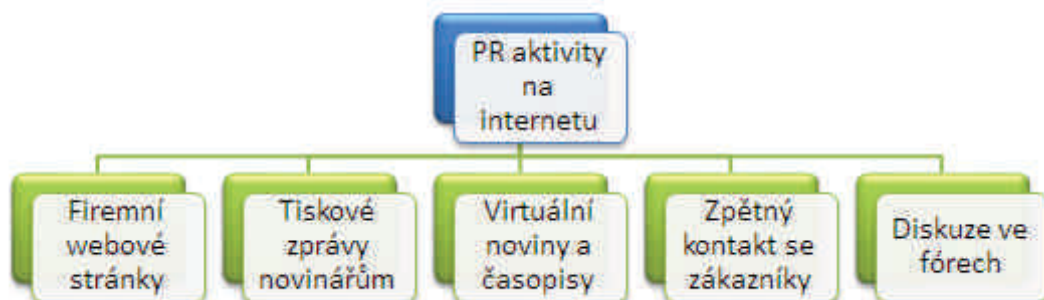 PR aktivity
na
internetu
Firemní
webové
stránky
Tiskové
zprávy
novinářům
Virtuální
noviny a
časopisy
Zpětný
kontakt se
zákazníky
Diskuze ve
fórech